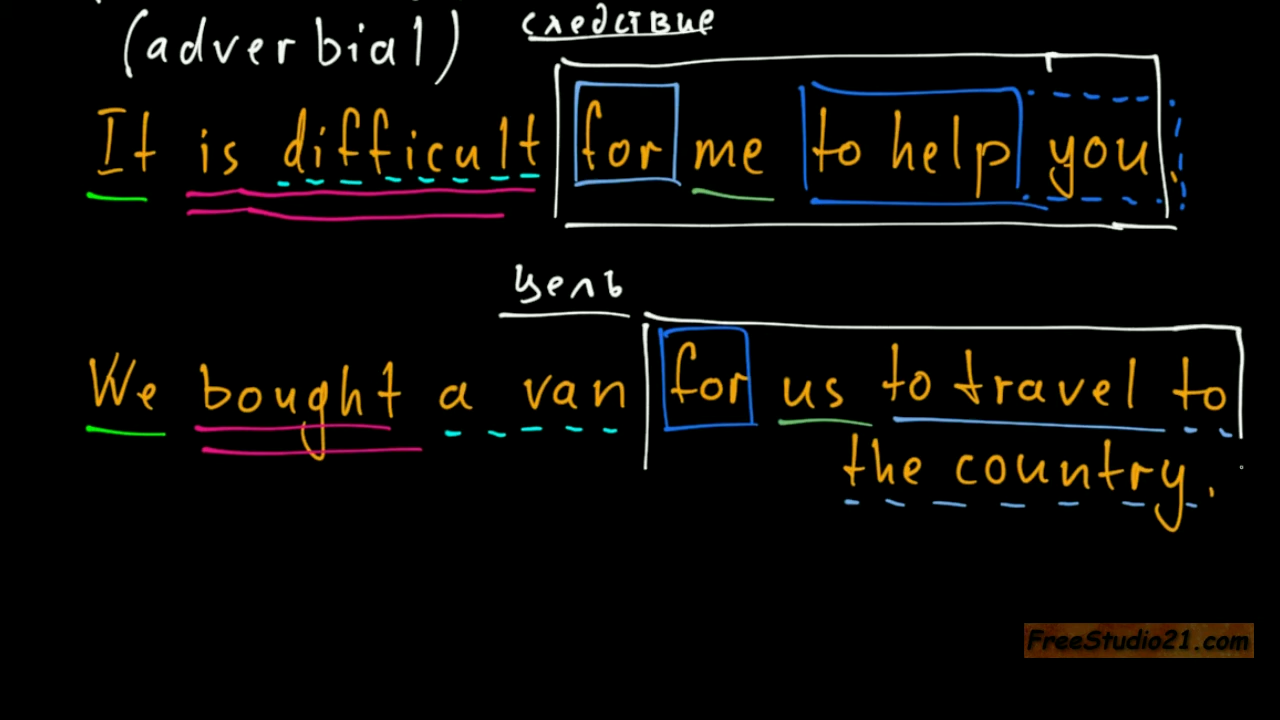 (adverbial)
следствие
It is difficult for me to help you.
цель
We bought a van for us to travel to
the country.
FreeStudio21.com